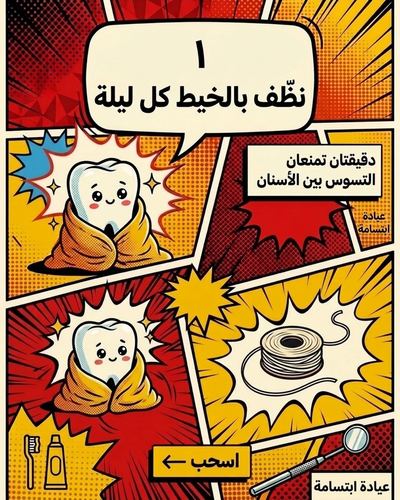 ١
نظّف بالخيط كل ليلة
دقيقتان تمنعان
التسوس بين الأسنان
عيادة
ابتسامة
اسحب ←
عيادة ابتسامة